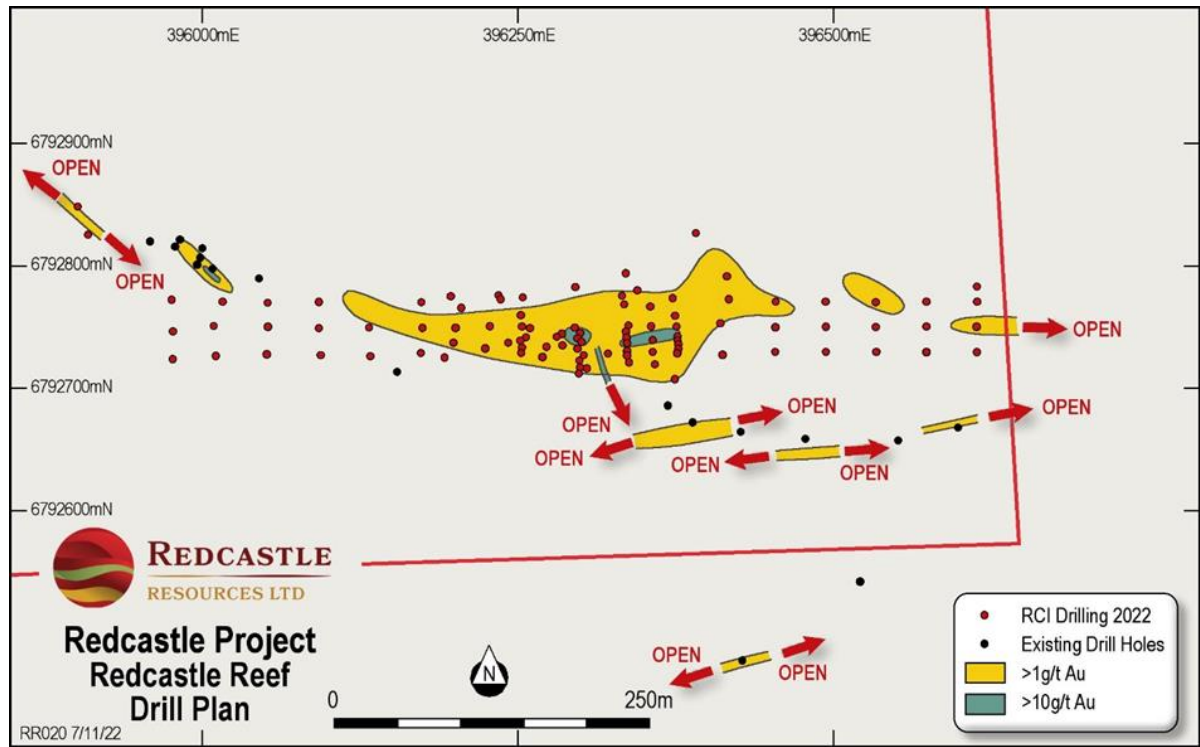 396000mE
396250mE
396500mE
6792900mN
OPEN
OPEN
6792800mN
OPEN
6792700mN
OPEN
OPEN
OPEN
OPEN
OPEN
OPEN
OPEN
6792600mN
REDCASTLE
RESOURCES LTD
Redcastle Project
Redcastle Reef
Drill Plan
RR020 7/11/22
N
0
250m
OPEN
OPEN
RCI Drilling 2022
Existing Drill Holes
>1g/t Au
>10g/t Au